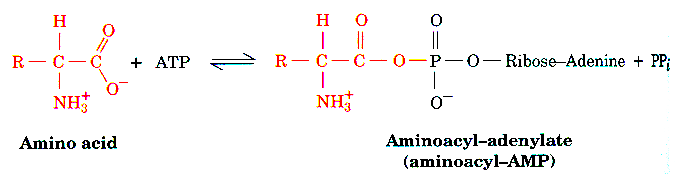 H O H O O
R—C—C + ATP ⇌ R—C—C—O—P—O—Ribose–Adenine + PPi
NH3+ O− NH3+ O−
Amino acid Aminoacyl–adenylate
(aminoacyl–AMP)